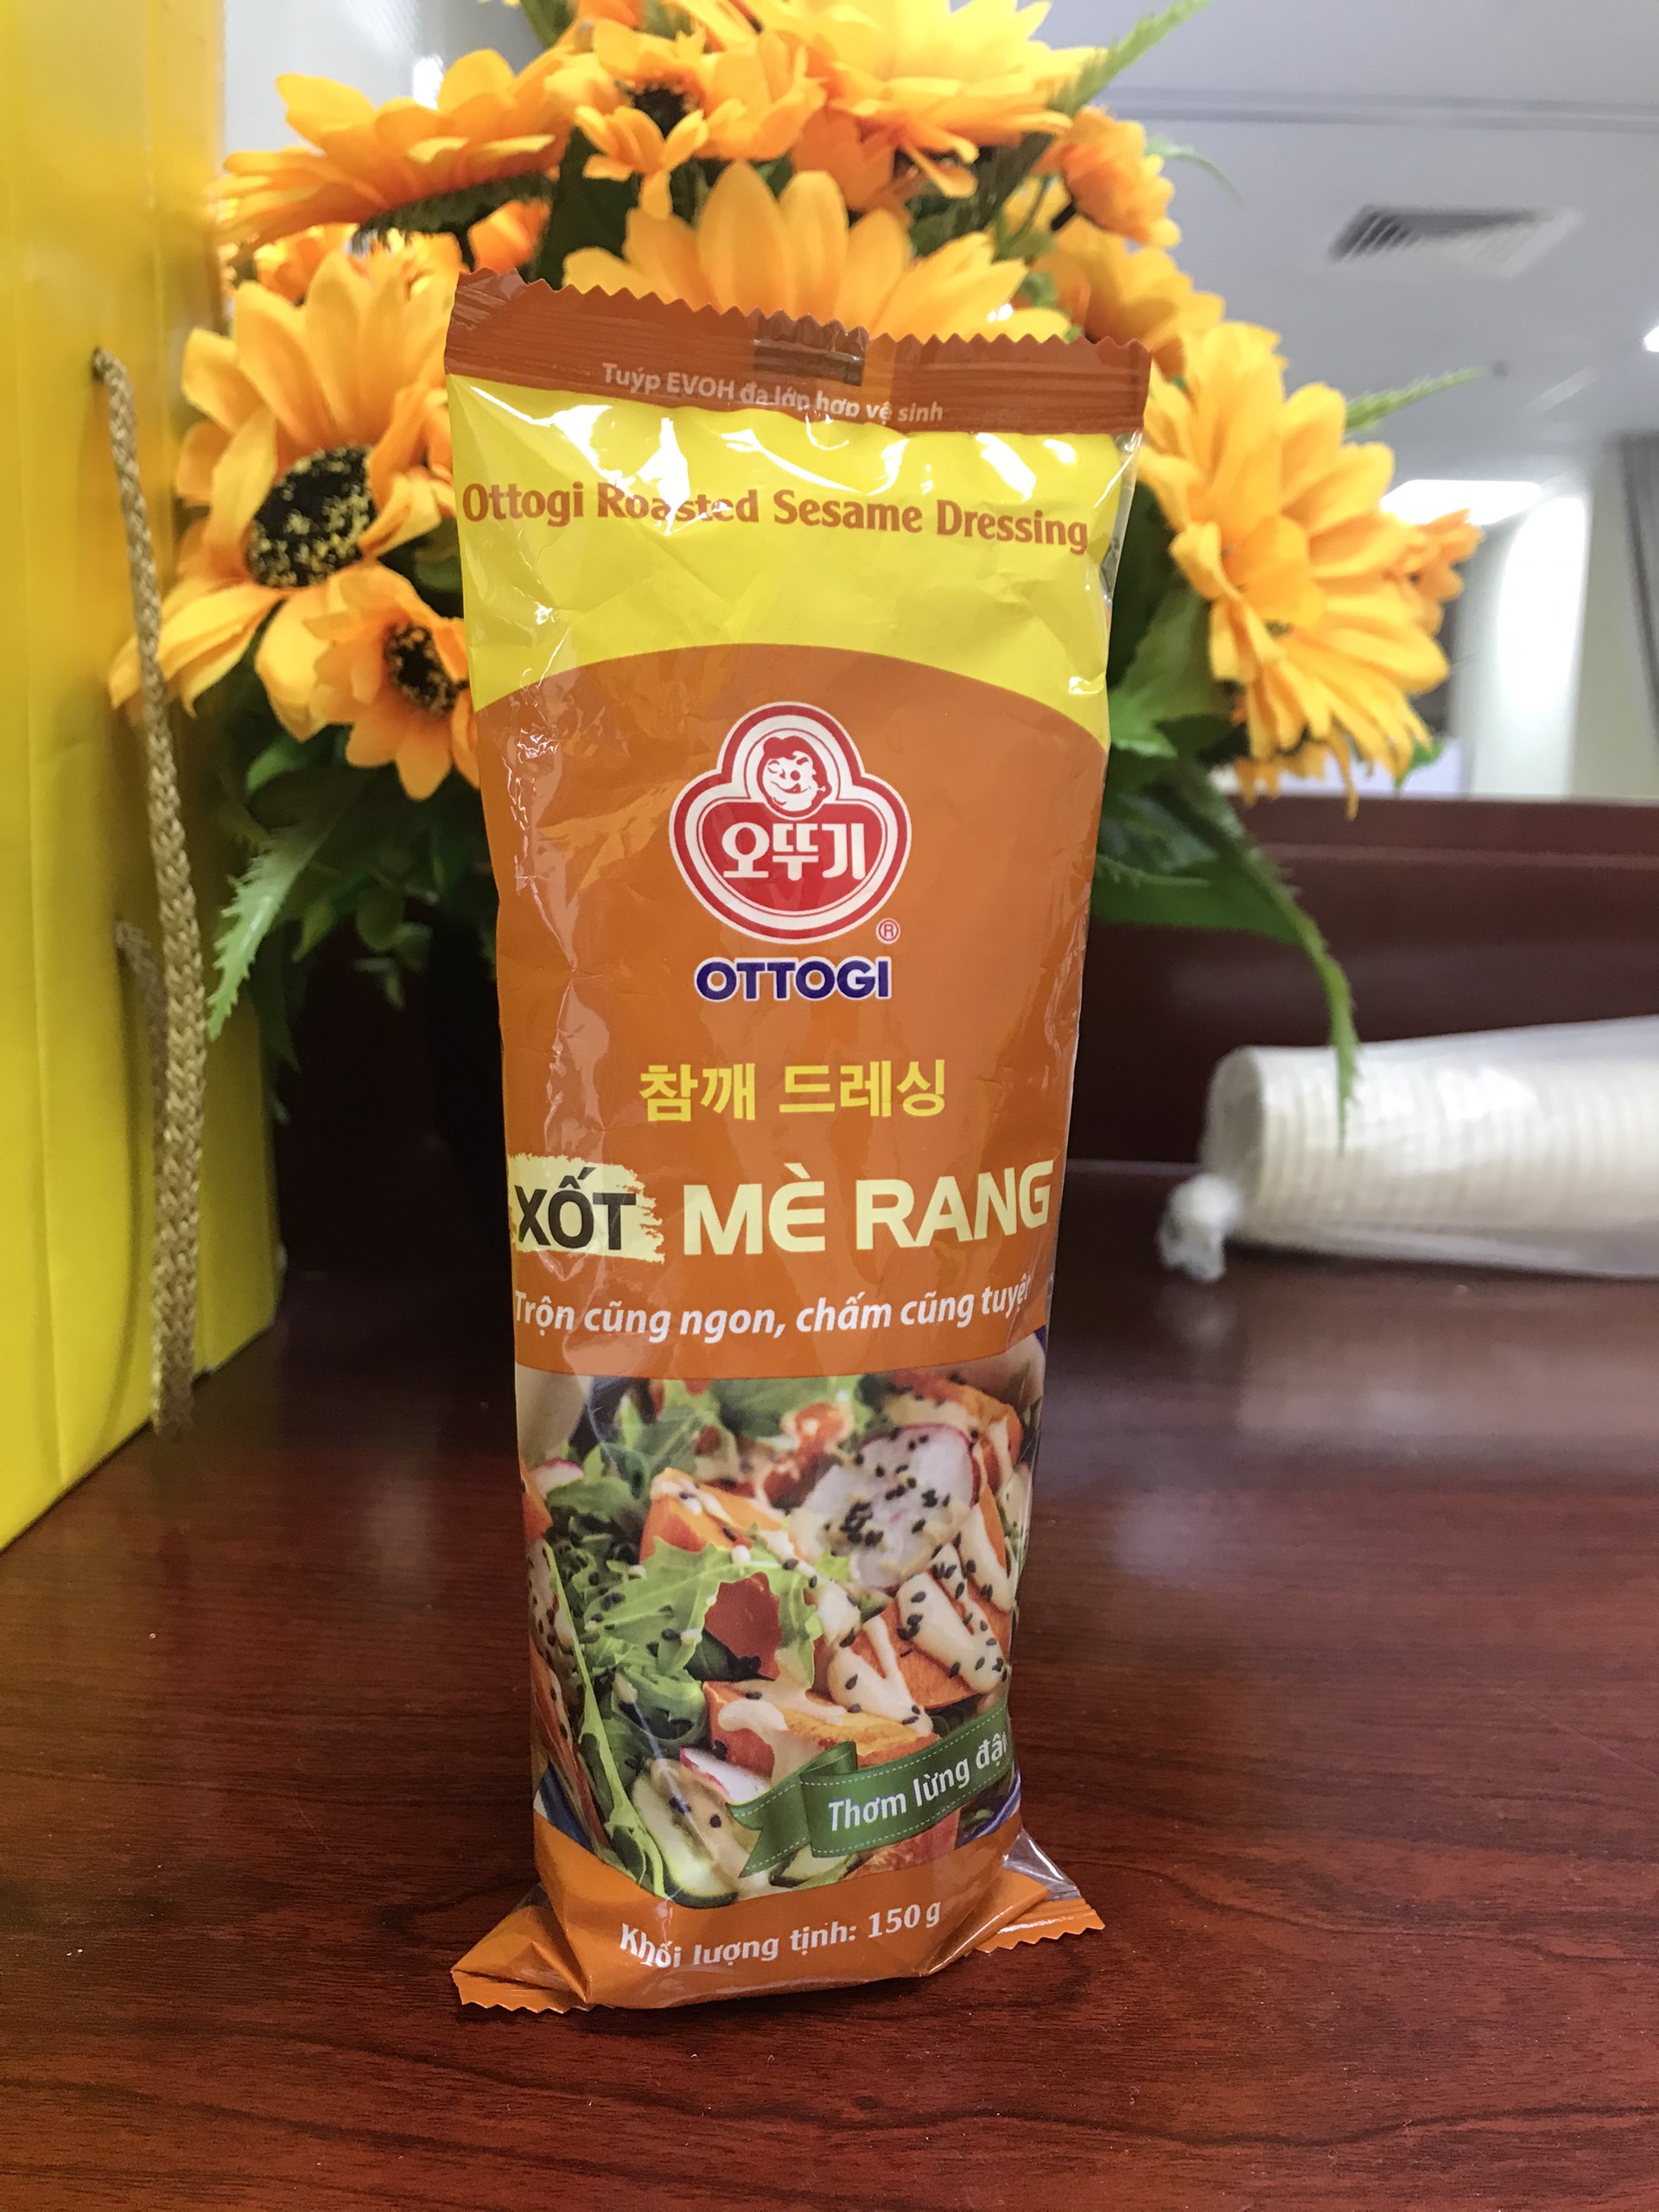 Tuýp EVOH đa lớp hợp vệ sinh
Ottogi Roasted Sesame Dressing
오뚜기
®
OTTOGI
참깨 드레싱
XỐT MÈ RANG
Trộn cũng ngon, chấm cũng tuyệt
Thơm lừng
Khối lượng tịnh: 150 g